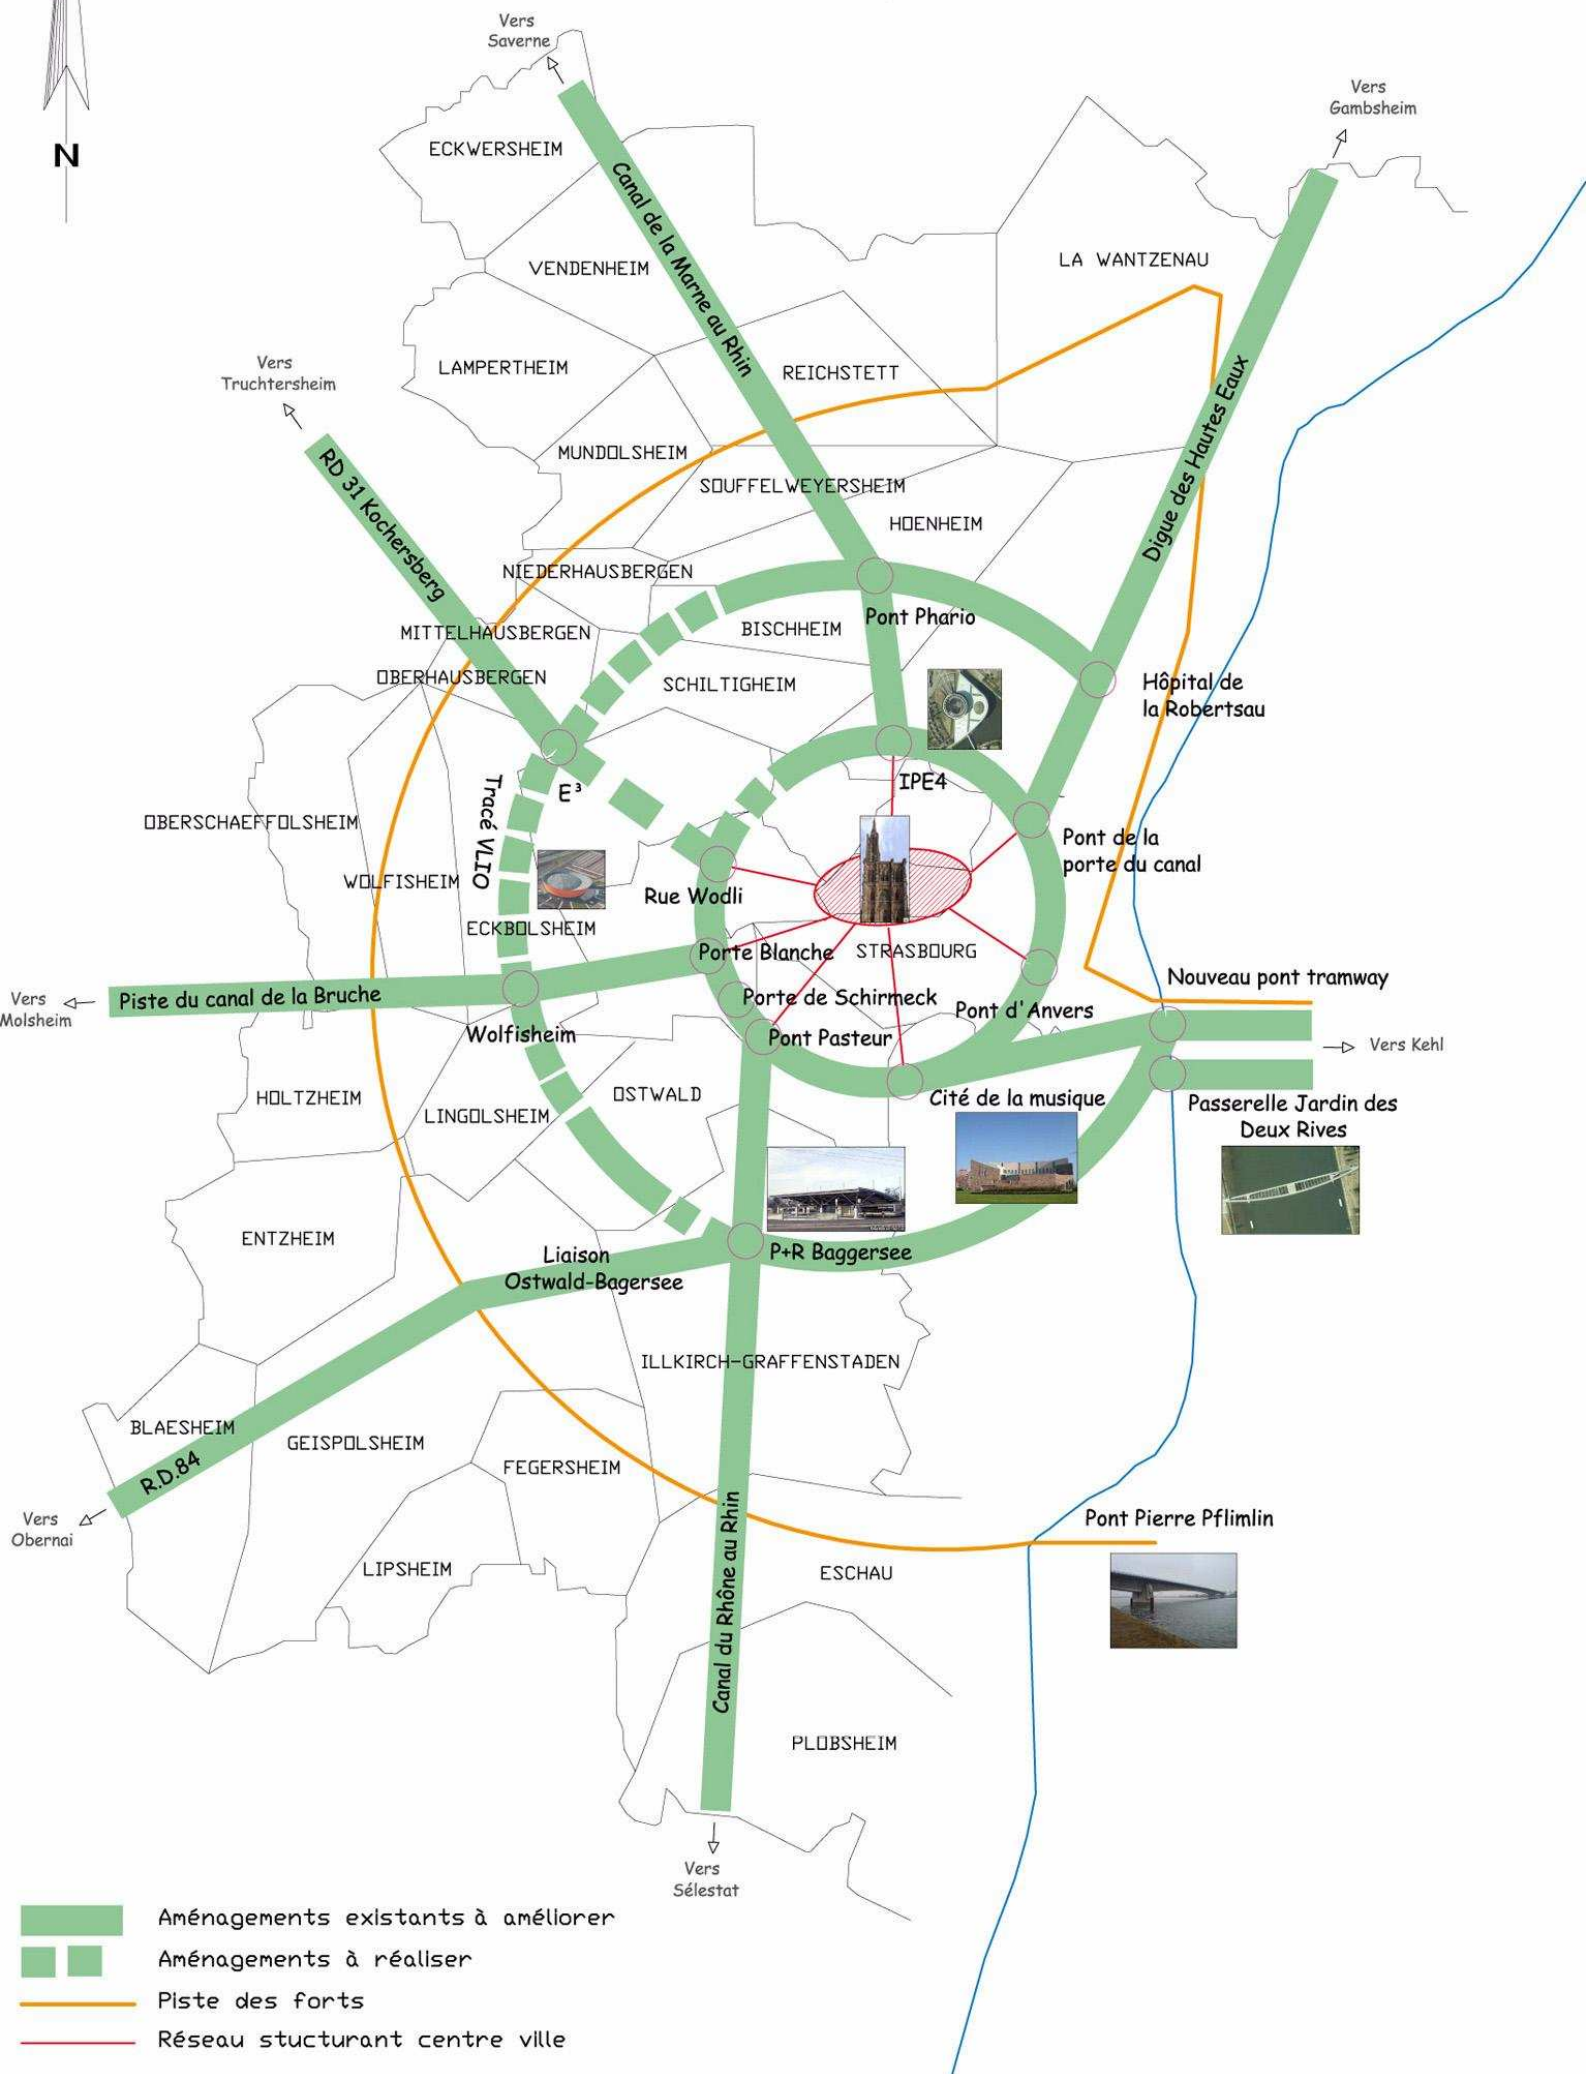 Vers
Saverne
Vers
Gambsheim
N
ECKWERSHEIM
Canal de la Marne au Rhin
VENDENHEIM
LA WANTZENAU
Vers
Truchtersheim
LAMPERTHEIM
REICHSTETT
Digue des Hautes Eaux
MUNDOLSHEIM
RD 31 Kochersberg
SOUFFELWEYERSHEIM
HOENHEIM
NIEDERHAUSBERGEN
Pont Phario
MITTELHAUSBERGEN
BISCHHEIM
OBERHAUSBERGEN
SCHILTIGHEIM
Hôpital de
la Robertsau
IPE4
E³
Tracé VLIO
OBERSCHAEFFOLSHEIM
Pont de la
porte du canal
WOLFISHEIM
Rue Wodli
ECKBOLSHEIM
Porte Blanche
STRASBOURG
Nouveau pont tramway
Vers
Molsheim
Piste du canal de la Bruche
Porte de Schirmeck
Pont d'Anvers
Wolfisheim
Pont Pasteur
Vers Kehl
HOLTZHEIM
LINGOLSHEIM
OSTWALD
Cité de la musique
Passerelle Jardin des
Deux Rives
ENTZHEIM
Liaison
Ostwald-Bagersee
P+R Baggersee
ILLKIRCH-GRAFFENSTADEN
BLAESHEIM
R.D.84
GEISPOLSHEIM
FEGERSHEIM
Vers
Obernai
Pont Pierre Pflimlin
LIPSHEIM
ESCHAU
Canal du Rhône au Rhin
PLOBSHEIM
Vers
Sélestat
Aménagements existants à améliorer
Aménagements à réaliser
Piste des forts
Réseau stucturant centre ville